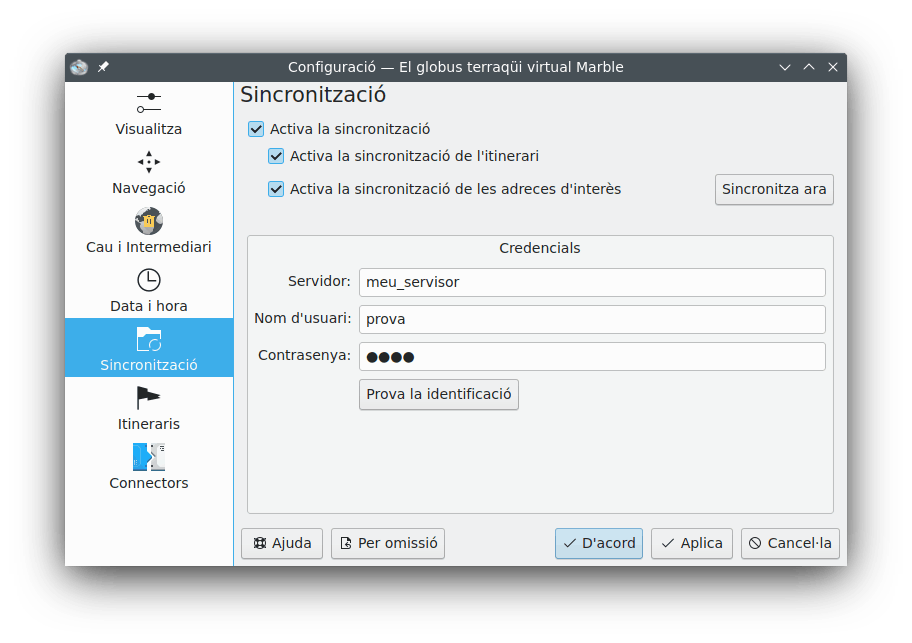 Configuració — El globus terraqüi virtual Marble
Visualitza
Navegació
Cau i Intermediari
Data i hora
Sincronització
Itineraris
Connectors
Sincronització
Activa la sincronització
Activa la sincronització de l'itinerari
Activa la sincronització de les adreces d'interès
Sincronitza ara
Credencials
Servidor: meu_servisor
Nom d'usuari: prova
Contrasenya: ●●●●
Prova la identificació
Ajuda Per omissió D'acord Aplica Cancel·la